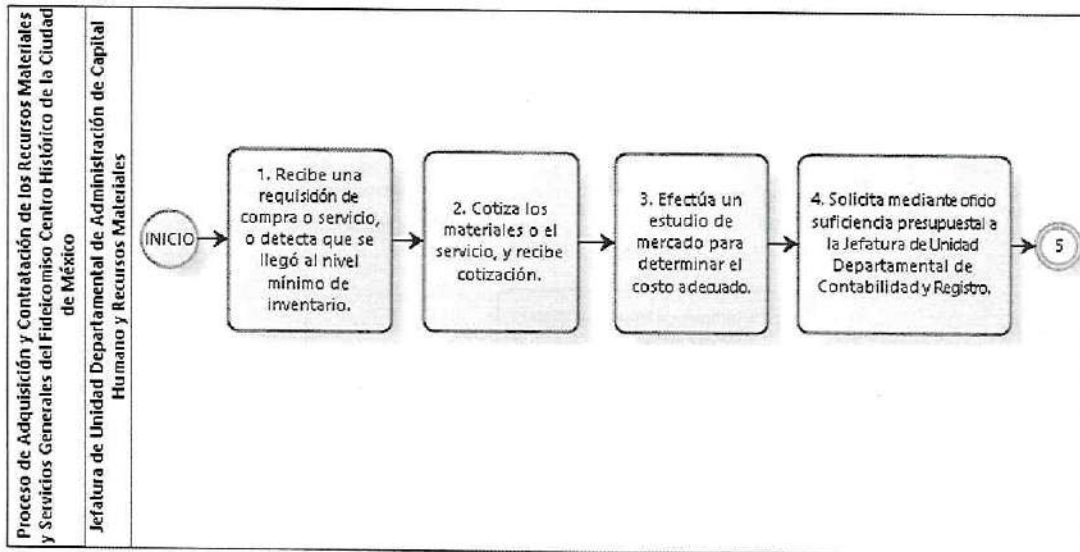 Proceso de Adquisición y Contratación de los Recursos Materiales
y Servicios Generales del Fideicomiso Centro Histórico de la Ciudad
de México
Jefatura de Unidad Departamental de Administración de Capital
Humano y Recursos Materiales
INICIO
1. Recibe una
requisición de
compra o servicio,
o detecta que se
llegó al nivel
mínimo de
inventario.
2. Cotiza los
materiales o el
servicio, y recibe
cotización.
3. Efectúa un
estudio de
mercado para
determinar el
costo adecuado.
4. Solicita mediante oficio
suficiencia presupuestal a
la Jefatura de Unidad
Departamental de
Contabilidad y Registro.
5